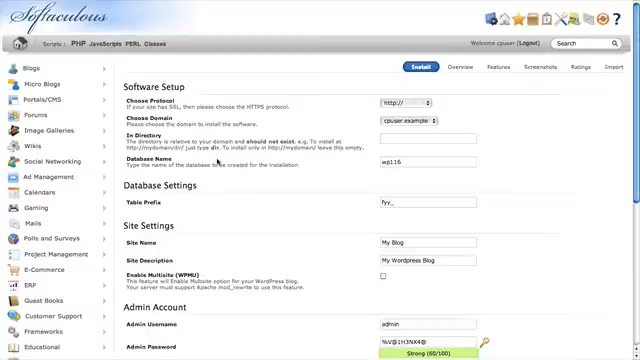 Softaculous
Scripts : PHP JavaScripts PERL Classes
Welcome cpuser [Logout]
Search
Install Overview Features Screenshots Ratings Import
Blogs
Micro Blogs
Portals/CMS
Forums
Image Galleries
Wikis
Social Networking
Ad Management
Calendars
Gaming
Mails
Polls and Surveys
Project Management
E-Commerce
ERP
Guest Books
Customer Support
Frameworks
Educational
Software Setup
Choose Protocol
If your site has SSL, then please choose the HTTPS protocol.
http://
Choose Domain
Please choose the domain to install the software.
cpuser.example
In Directory
The directory is relative to your domain and should not exist. e.g. To install at
http://mydomain/dir/ just type dir. To install only in http://mydomain/ leave this empty.
Database Name
Type the name of the database to be created for the installation
wp116
Database Settings
Table Prefix
fyy_
Site Settings
Site Name
My Blog
Site Description
My Wordpress Blog
Enable Multisite (WPMU)
This feature will Enable Multisite option for your WordPress blog.
Your server must support Apache mod_rewrite to use this feature.
Admin Account
Admin Username
admin
Admin Password
%V@1H3NX4@
Strong (60/100)